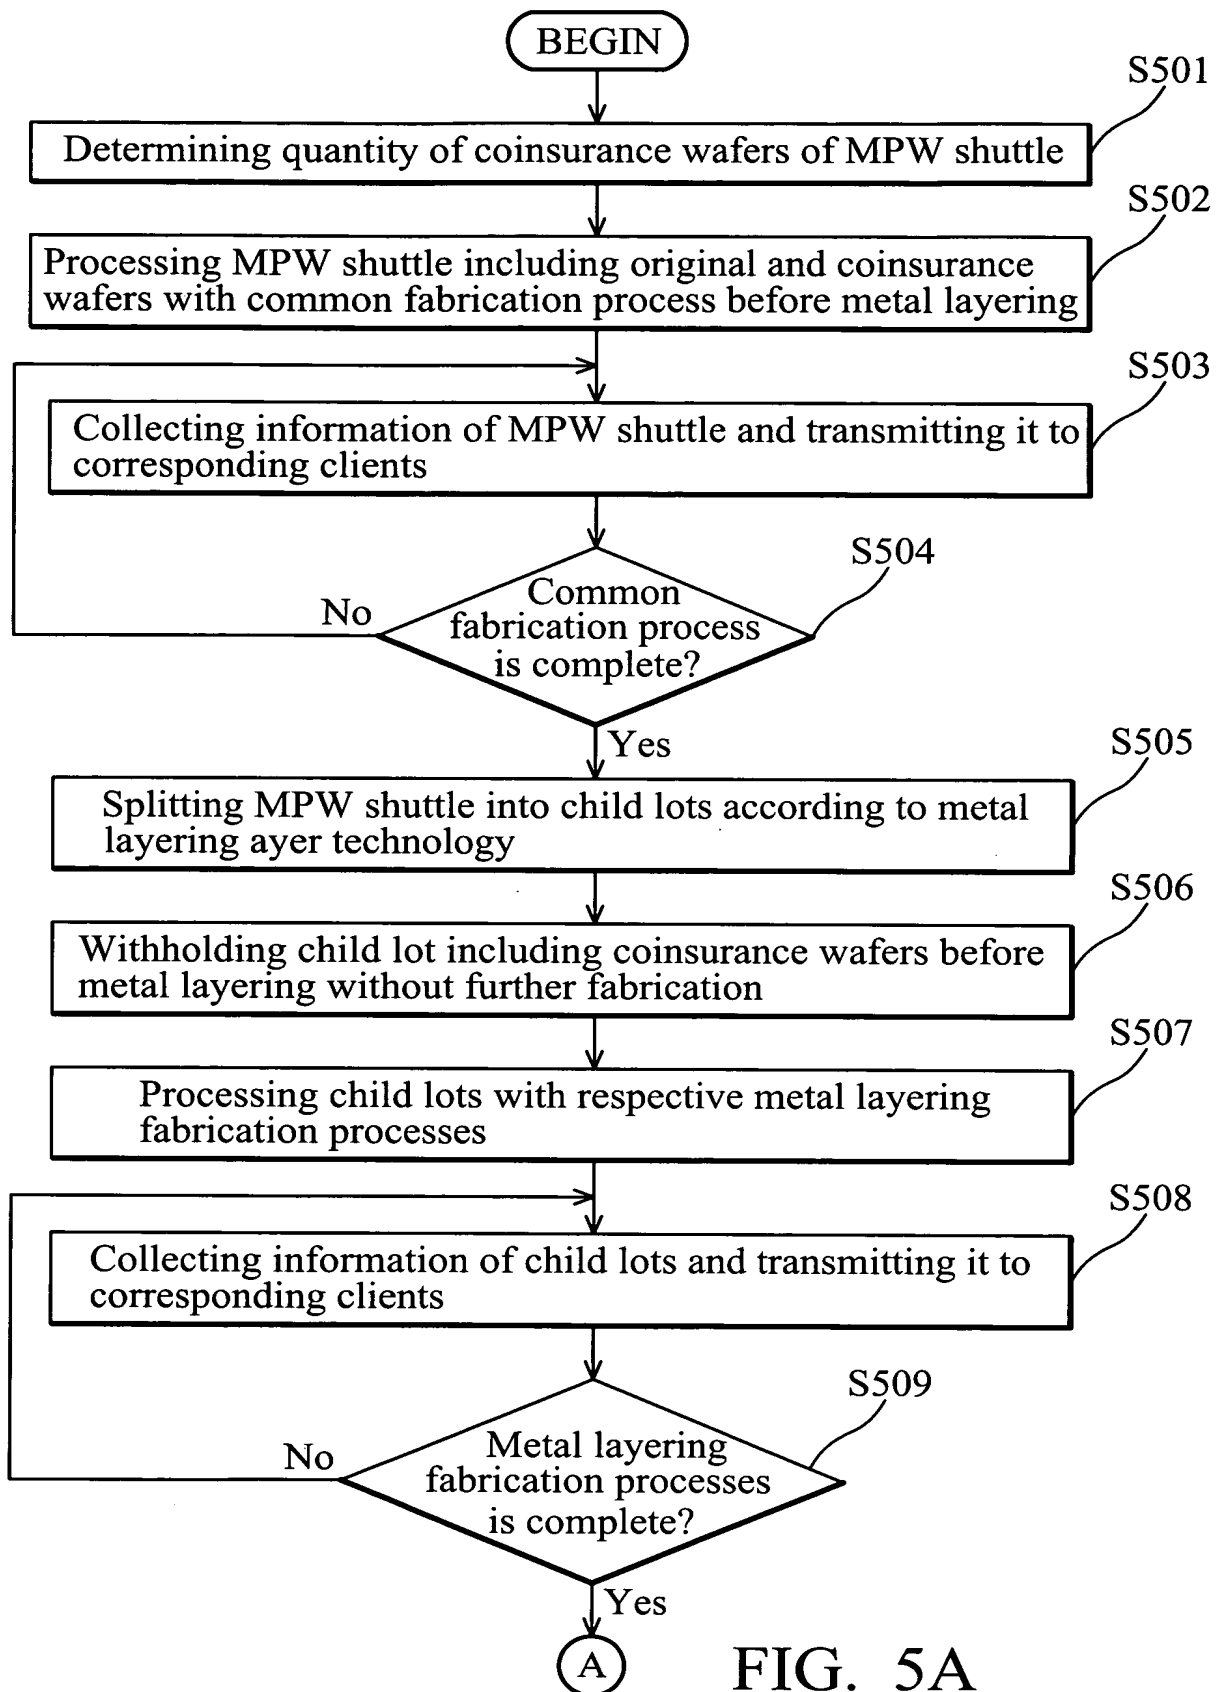 BEGIN
S501
Determining quantity of coinsurance wafers of MPW shuttle
S502
Processing MPW shuttle including original and coinsurance
wafers with common fabrication process before metal layering
S503
Collecting information of MPW shuttle and transmitting it to
corresponding clients
S504
Common
fabrication process
is complete?
No
Yes
S505
Splitting MPW shuttle into child lots according to metal
layering ayer technology
S506
Withholding child lot including coinsurance wafers before
metal layering without further fabrication
S507
Processing child lots with respective metal layering
fabrication processes
S508
Collecting information of child lots and transmitting it to
corresponding clients
S509
Metal layering
fabrication processes
is complete?
No
Yes
A
FIG. 5A